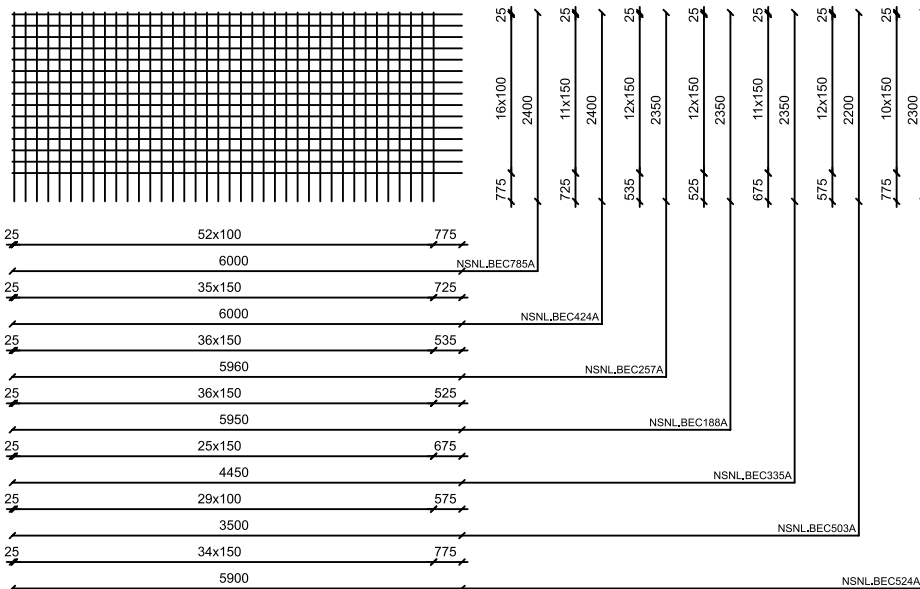 25 16x100 775 2400
25 11x150 725 2400
25 12x150 535 2350
25 12x150 525 2350
25 11x150 675 2350
25 12x150 575 2200
25 10x150 775 2300
25 52x100 775
6000 NSNL.BEC785A
25 35x150 725
6000 NSNL.BEC424A
25 36x150 535
5960 NSNL.BEC257A
25 36x150 525
5950 NSNL.BEC188A
25 25x150 675
4450 NSNL.BEC335A
25 29x100 575
3500 NSNL.BEC503A
25 34x150 775
5900 NSNL.BEC524A